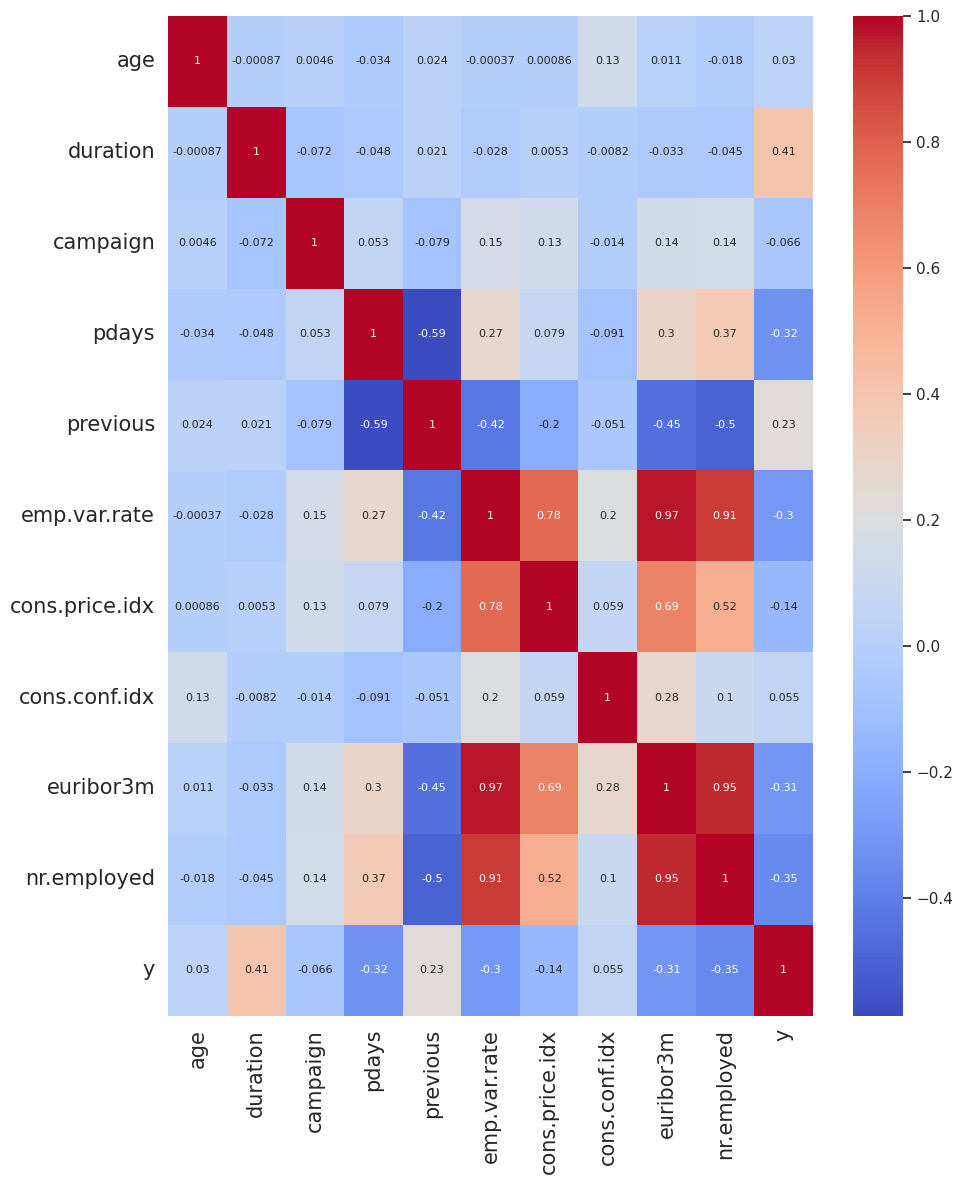 age 1 -0.00087 0.0046 -0.034 0.024 -0.00037 0.00086 0.13 0.011 -0.018 0.03
duration -0.00087 1 -0.072 -0.048 0.021 -0.028 0.0053 -0.0082 -0.033 -0.045 0.41
campaign 0.0046 -0.072 1 0.053 -0.079 0.15 0.13 -0.014 0.14 0.14 -0.066
pdays -0.034 -0.048 0.053 1 -0.59 0.27 0.079 -0.091 0.3 0.37 -0.32
previous 0.024 0.021 -0.079 -0.59 1 -0.42 -0.2 -0.051 -0.45 -0.5 0.23
emp.var.rate -0.00037 -0.028 0.15 0.27 -0.42 1 0.78 0.2 0.97 0.91 -0.3
cons.price.idx 0.00086 0.0053 0.13 0.079 -0.2 0.78 1 0.059 0.69 0.52 -0.14
cons.conf.idx 0.13 -0.0082 -0.014 -0.091 -0.051 0.2 0.059 1 0.28 0.1 0.055
euribor3m 0.011 -0.033 0.14 0.3 -0.45 0.97 0.69 0.28 1 0.95 -0.31
nr.employed -0.018 -0.045 0.14 0.37 -0.5 0.91 0.52 0.1 0.95 1 -0.35
y 0.03 0.41 -0.066 -0.32 0.23 -0.3 -0.14 0.055 -0.31 -0.35 1
age
duration
campaign
pdays
previous
emp.var.rate
cons.price.idx
cons.conf.idx
euribor3m
nr.employed
y
1.0
0.8
0.6
0.4
0.2
0.0
−0.2
−0.4